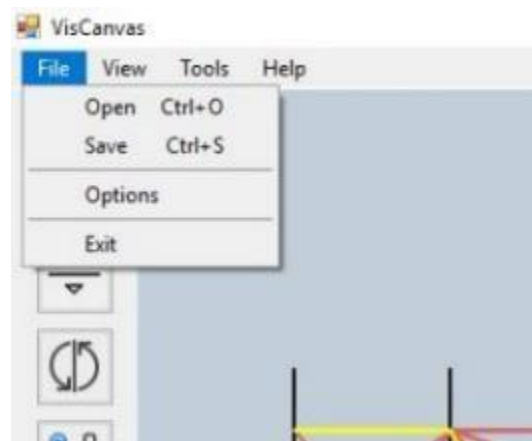 VisCanvas
File View Tools Help
Open Ctrl+O
Save Ctrl+S
Options
Exit